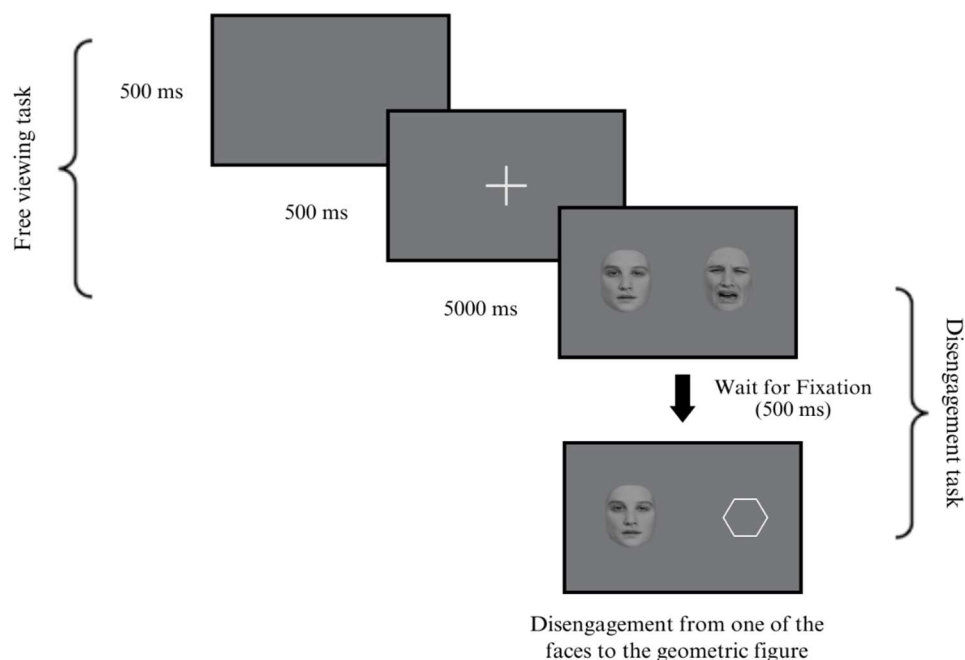 Free viewing task
500 ms
500 ms
5000 ms
Wait for Fixation
(500 ms)
Disengagement task
Disengagement from one of the
faces to the geometric figure